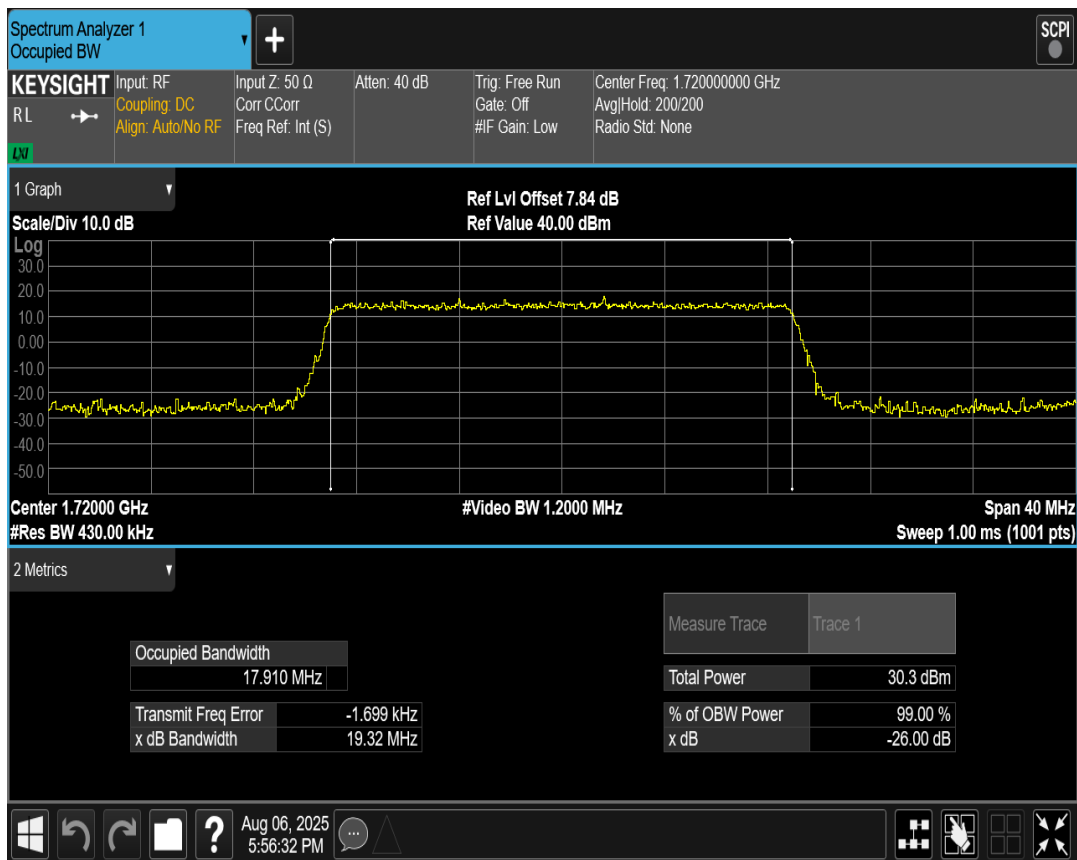 Spectrum Analyzer 1
Occupied BW
+
SCPI
KEYSIGHT
RL
LXI
Input: RF
Coupling: DC
Align: Auto/No RF
Input Z: 50 Ω
Corr CCorr
Freq Ref: Int (S)
Atten: 40 dB
Trig: Free Run
Gate: Off
#IF Gain: Low
Center Freq: 1.720000000 GHz
Avg|Hold: 200/200
Radio Std: None
1 Graph
Ref Lvl Offset 7.84 dB
Scale/Div 10.0 dB
Ref Value 40.00 dBm
Log
30.0
20.0
10.0
0.00
-10.0
-20.0
-30.0
-40.0
-50.0
Center 1.72000 GHz
#Video BW 1.2000 MHz
Span 40 MHz
#Res BW 430.00 kHz
Sweep 1.00 ms (1001 pts)
2 Metrics
Measure Trace Trace 1
Occupied Bandwidth
17.910 MHz
Total Power 30.3 dBm
Transmit Freq Error -1.699 kHz
% of OBW Power 99.00 %
x dB Bandwidth 19.32 MHz
x dB -26.00 dB
?
Aug 06, 2025
5:56:32 PM